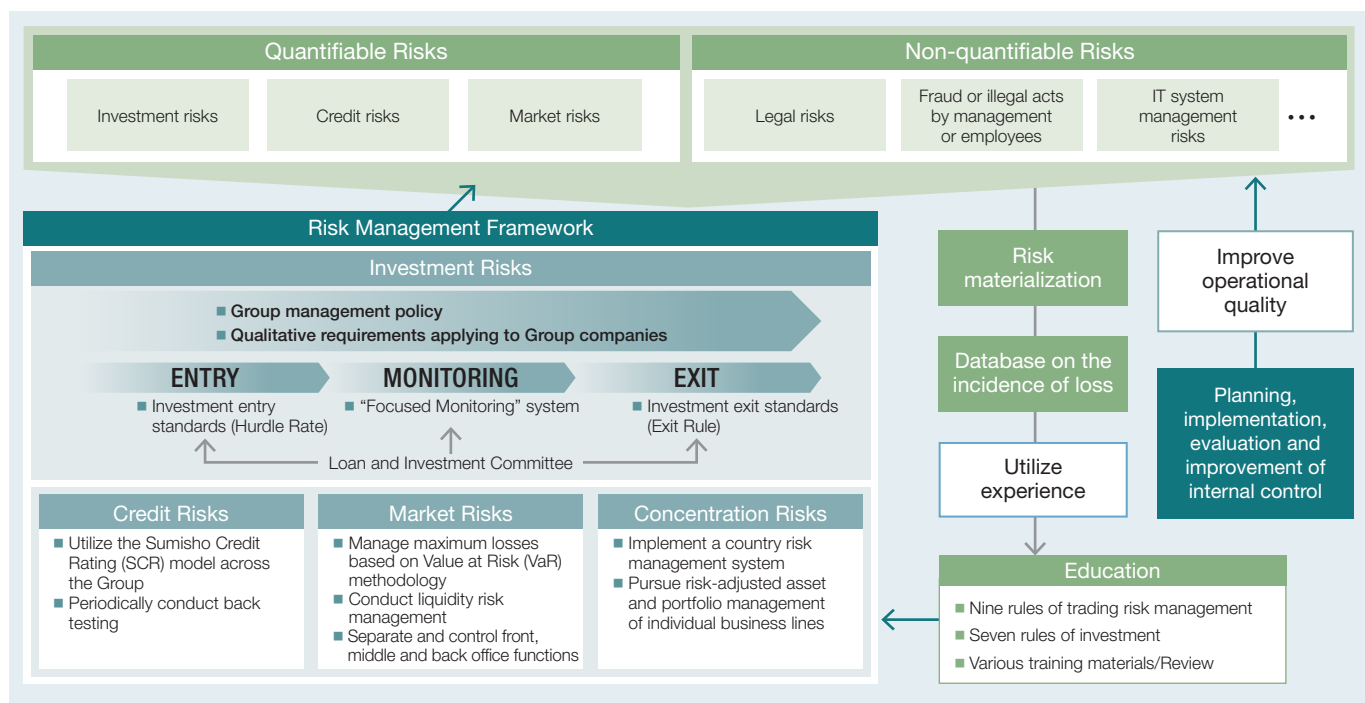 Quantifiable Risks
Investment risks
Credit risks
Market risks
Non-quantifiable Risks
Legal risks
Fraud or illegal acts
by management
or employees
IT system
management
risks
•••
Risk Management Framework
Investment Risks
■ Group management policy
■ Qualitative requirements applying to Group companies
ENTRY
■ Investment entry
standards (Hurdle Rate)
MONITORING
■ “Focused Monitoring” system
EXIT
■ Investment exit standards
(Exit Rule)
Loan and Investment Committee
Credit Risks
■ Utilize the Sumisho Credit
Rating (SCR) model across
the Group
■ Periodically conduct back
testing
Market Risks
■ Manage maximum losses
based on Value at Risk (VaR)
methodology
■ Conduct liquidity risk
management
■ Separate and control front,
middle and back office functions
Concentration Risks
■ Implement a country risk
management system
■ Pursue risk-adjusted asset
and portfolio management
of individual business lines
Risk
materialization
Database on the
incidence of loss
Utilize
experience
Education
■ Nine rules of trading risk management
■ Seven rules of investment
■ Various training materials/Review
Improve
operational
quality
Planning,
implementation,
evaluation and
improvement of
internal control